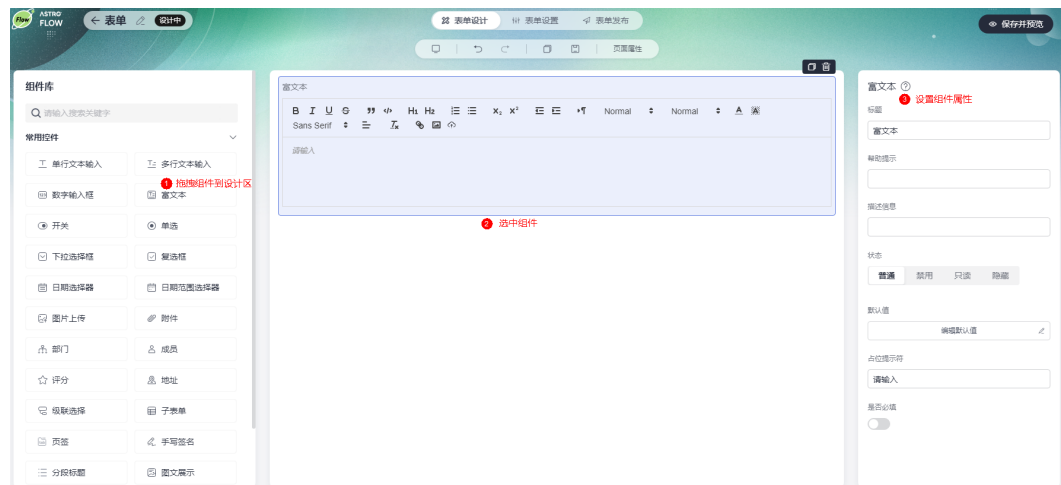 Flow ASTRO FLOW 表单 设计中 表单设计 表单设置 表单发布 保存并预览
页面属性
组件库
请输入搜索关键字
常用控件
单行文本输入 多行文本输入
1 拖拽组件到设计区
数字输入框 富文本
开关 单选
下拉选择框 复选框
日期选择器 日期范围选择器
图片上传 附件
部门 成员
评分 地址
级联选择 子表单
页签 手写签名
分段标题 图文展示
富文本
B I U S H1 H2 X₂ X² Normal Normal A A
Sans Serif
请输入
2 选中组件
富文本
3 设置组件属性
标题
富文本
帮助提示
描述信息
状态
普通 禁用 只读 隐藏
默认值
编辑默认值
占位提示符
请输入
是否必填